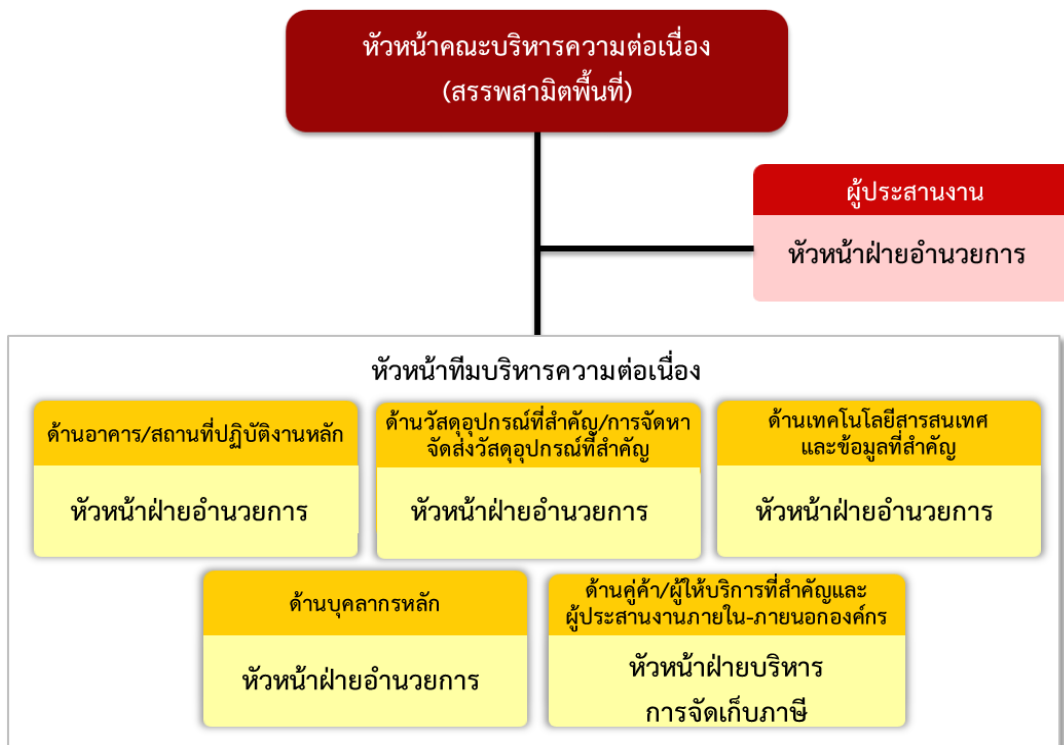 หัวหน้าคณะบริหารความต่อเนื่อง
(สรรพสามิตพื้นที่)
ผู้ประสานงาน
หัวหน้าฝ่ายอำนวยการ
หัวหน้าทีมบริหารความต่อเนื่อง
ด้านอาคาร/สถานที่ปฏิบัติงานหลัก
หัวหน้าฝ่ายอำนวยการ
ด้านวัสดุอุปกรณ์ที่สำคัญ/การจัดหา
จัดส่งวัสดุอุปกรณ์ที่สำคัญ
หัวหน้าฝ่ายอำนวยการ
ด้านเทคโนโลยีสารสนเทศ
และข้อมูลที่สำคัญ
หัวหน้าฝ่ายอำนวยการ
ด้านบุคลากรหลัก
หัวหน้าฝ่ายอำนวยการ
ด้านคู่ค้า/ผู้ให้บริการที่สำคัญและ
ผู้ประสานงานภายใน-ภายนอกองค์กร
หัวหน้าฝ่ายบริหาร
การจัดเก็บภาษี